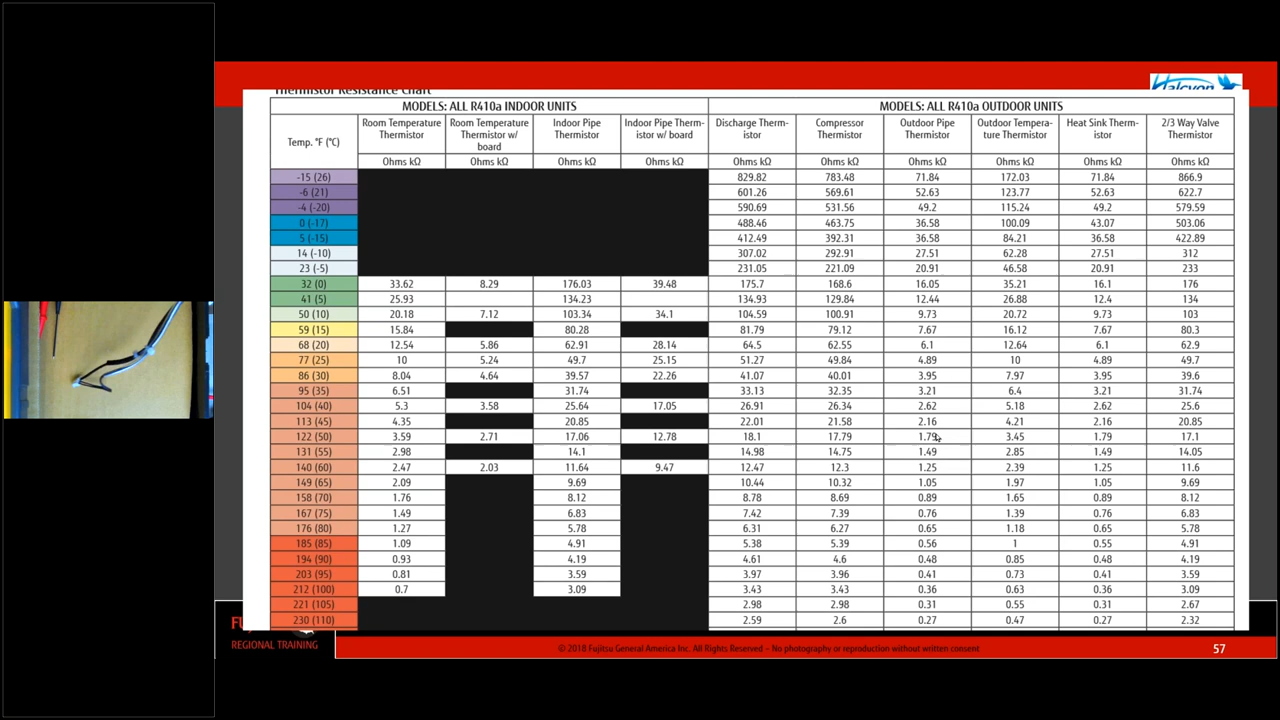 Thermistor Resistance Chart
Halcyon
MODELS: ALL R410a INDOOR UNITS MODELS: ALL R410a OUTDOOR UNITS
Temp. °F (°C) Room Temperature Thermistor Room Temperature Thermistor w/ board Indoor Pipe Thermistor Indoor Pipe Therm-istor w/ board Discharge Therm-istor Compressor Thermistor Outdoor Pipe Thermistor Outdoor Tempera-ture Thermistor Heat Sink Therm-istor 2/3 Way Valve Thermistor
Ohms kΩ Ohms kΩ Ohms kΩ Ohms kΩ Ohms kΩ Ohms kΩ Ohms kΩ Ohms kΩ Ohms kΩ Ohms kΩ
-15 (26) 829.82 783.48 71.84 172.03 71.84 866.9
-6 (21) 601.26 569.61 52.63 123.77 52.63 622.7
-4 (-20) 590.69 531.56 49.2 115.24 49.2 579.59
0 (-17) 488.46 463.75 36.58 100.09 43.07 503.06
5 (-15) 412.49 392.31 36.58 84.21 36.58 422.89
14 (-10) 307.02 292.91 27.51 62.28 27.51 312
23 (-5) 231.05 221.09 20.91 46.58 20.91 233
32 (0) 33.62 8.29 176.03 39.48 175.7 168.6 16.05 35.21 16.1 176
41 (5) 25.93 134.23 134.93 129.84 12.44 26.88 12.4 134
50 (10) 20.18 7.12 103.34 34.1 104.59 100.91 9.73 20.72 9.73 103
59 (15) 15.84 80.28 81.79 79.12 7.67 16.12 7.67 80.3
68 (20) 12.54 5.86 62.91 28.14 64.5 62.55 6.1 12.64 6.1 62.9
77 (25) 10 5.24 49.7 25.15 51.27 49.84 4.89 10 4.89 49.7
86 (30) 8.04 4.64 39.57 22.26 41.07 40.01 3.95 7.97 3.95 39.6
95 (35) 6.51 31.74 33.13 32.35 3.21 6.4 3.21 31.74
104 (40) 5.3 3.58 25.64 17.05 26.91 26.34 2.62 5.18 2.62 25.6
113 (45) 4.35 20.85 22.01 21.58 2.16 4.21 2.16 20.85
122 (50) 3.59 2.71 17.06 12.78 18.1 17.79 1.79 3.45 1.79 17.1
131 (55) 2.98 14.1 14.98 14.75 1.49 2.85 1.49 14.05
140 (60) 2.47 2.03 11.64 9.47 12.47 12.3 1.25 2.39 1.25 11.6
149 (65) 2.09 9.69 10.44 10.32 1.05 1.97 1.05 9.69
158 (70) 1.76 8.12 8.78 8.69 0.89 1.65 0.89 8.12
167 (75) 1.49 6.83 7.42 7.39 0.76 1.39 0.76 6.83
176 (80) 1.27 5.78 6.31 6.27 0.65 1.18 0.65 5.78
185 (85) 1.09 4.91 5.38 5.39 0.56 1 0.55 4.91
194 (90) 0.93 4.19 4.61 4.6 0.48 0.85 0.48 4.19
203 (95) 0.81 3.59 3.97 3.96 0.41 0.73 0.41 3.59
212 (100) 0.7 3.09 3.43 3.43 0.36 0.63 0.36 3.09
221 (105) 2.98 2.98 0.31 0.55 0.31 2.67
230 (110) 2.59 2.6 0.27 0.47 0.27 2.32
FU
REGIONAL TRAINING
© 2018 Fujitsu General America Inc. All Rights Reserved – No photography or reproduction without written consent
57